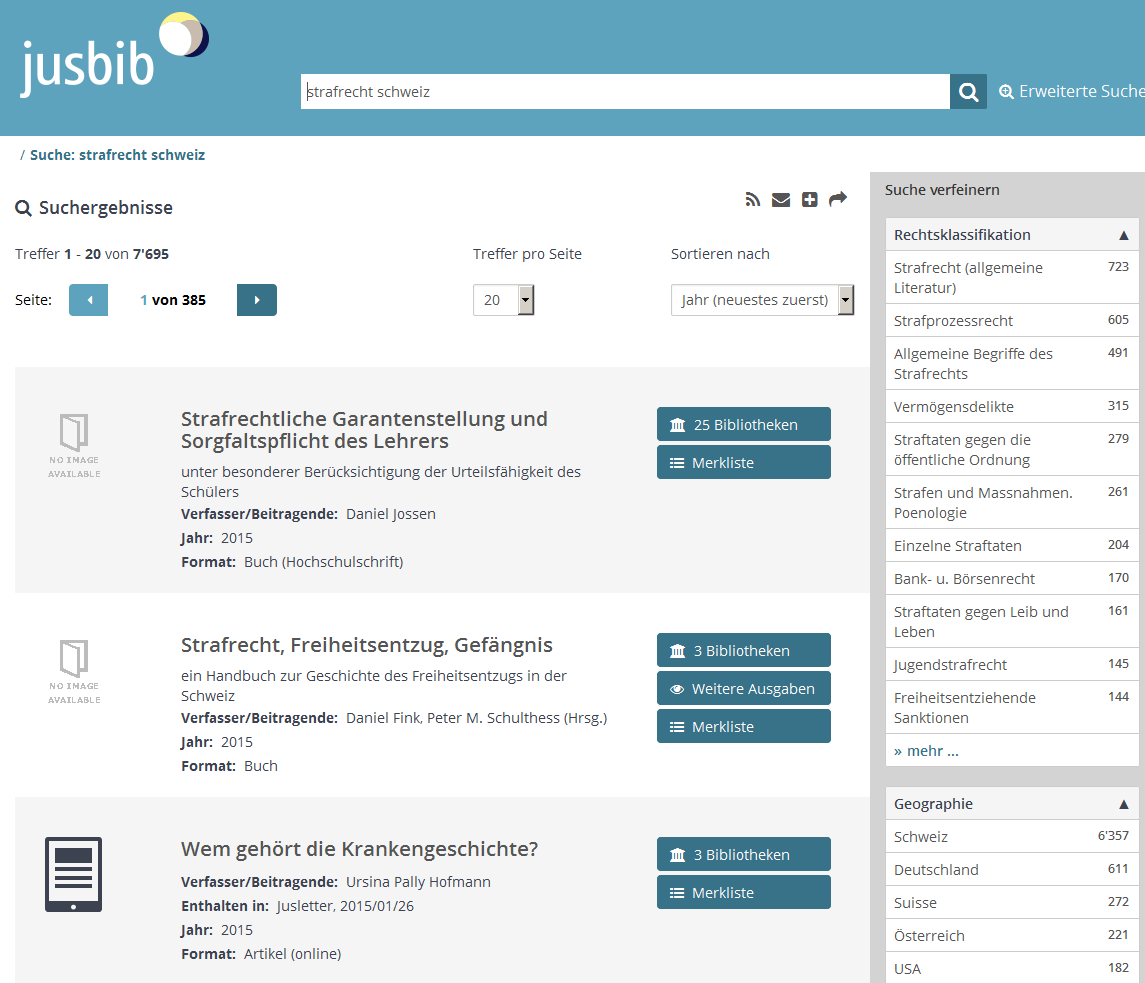 jusbib
strafrecht schweiz
Erweiterte Suche
/ Suche: strafrecht schweiz
Suchergebnisse
Treffer 1 - 20 von 7'695
Treffer pro Seite
Sortieren nach
Seite:
1 von 385
20
Jahr (neuestes zuerst)
NO IMAGE
AVAILABLE
Strafrechtliche Garantenstellung und
Sorgfaltspflicht des Lehrers
unter besonderer Berücksichtigung der Urteilsfähigkeit des
Schülers
Verfasser/Beitragende: Daniel Jossen
Jahr: 2015
Format: Buch (Hochschulschrift)
25 Bibliotheken
Merkliste
NO IMAGE
AVAILABLE
Strafrecht, Freiheitsentzug, Gefängnis
ein Handbuch zur Geschichte des Freiheitsentzugs in der
Schweiz
Verfasser/Beitragende: Daniel Fink, Peter M. Schulthess (Hrsg.)
Jahr: 2015
Format: Buch
3 Bibliotheken
Weitere Ausgaben
Merkliste
Wem gehört die Krankengeschichte?
Verfasser/Beitragende: Ursina Pally Hofmann
Enthalten in: Jusletter, 2015/01/26
Jahr: 2015
Format: Artikel (online)
3 Bibliotheken
Merkliste
Suche verfeinern
Rechtsklassifikation ▲
Strafrecht (allgemeine 723
Literatur)
Strafprozessrecht 605
Allgemeine Begriffe des 491
Strafrechts
Vermögensdelikte 315
Straftaten gegen die 279
öffentliche Ordnung
Strafen und Massnahmen. 261
Poenologie
Einzelne Straftaten 204
Bank- u. Börsenrecht 170
Straftaten gegen Leib und 161
Leben
Jugendstrafrecht 145
Freiheitsentziehende 144
Sanktionen
» mehr ...
Geographie ▲
Schweiz 6'357
Deutschland 611
Suisse 272
Österreich 221
USA 182